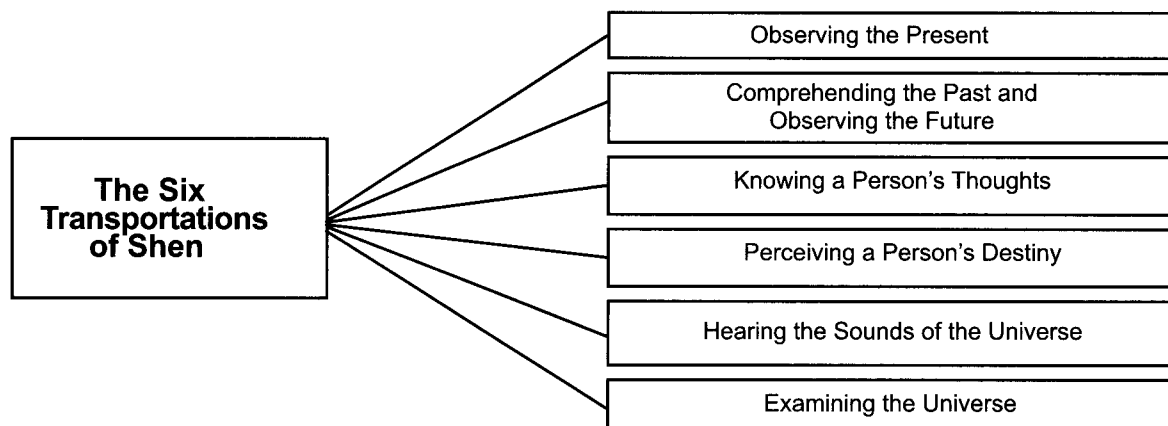 The Six
Transportations
of Shen
Observing the Present
Comprehending the Past and
Observing the Future
Knowing a Person's Thoughts
Perceiving a Person's Destiny
Hearing the Sounds of the Universe
Examining the Universe